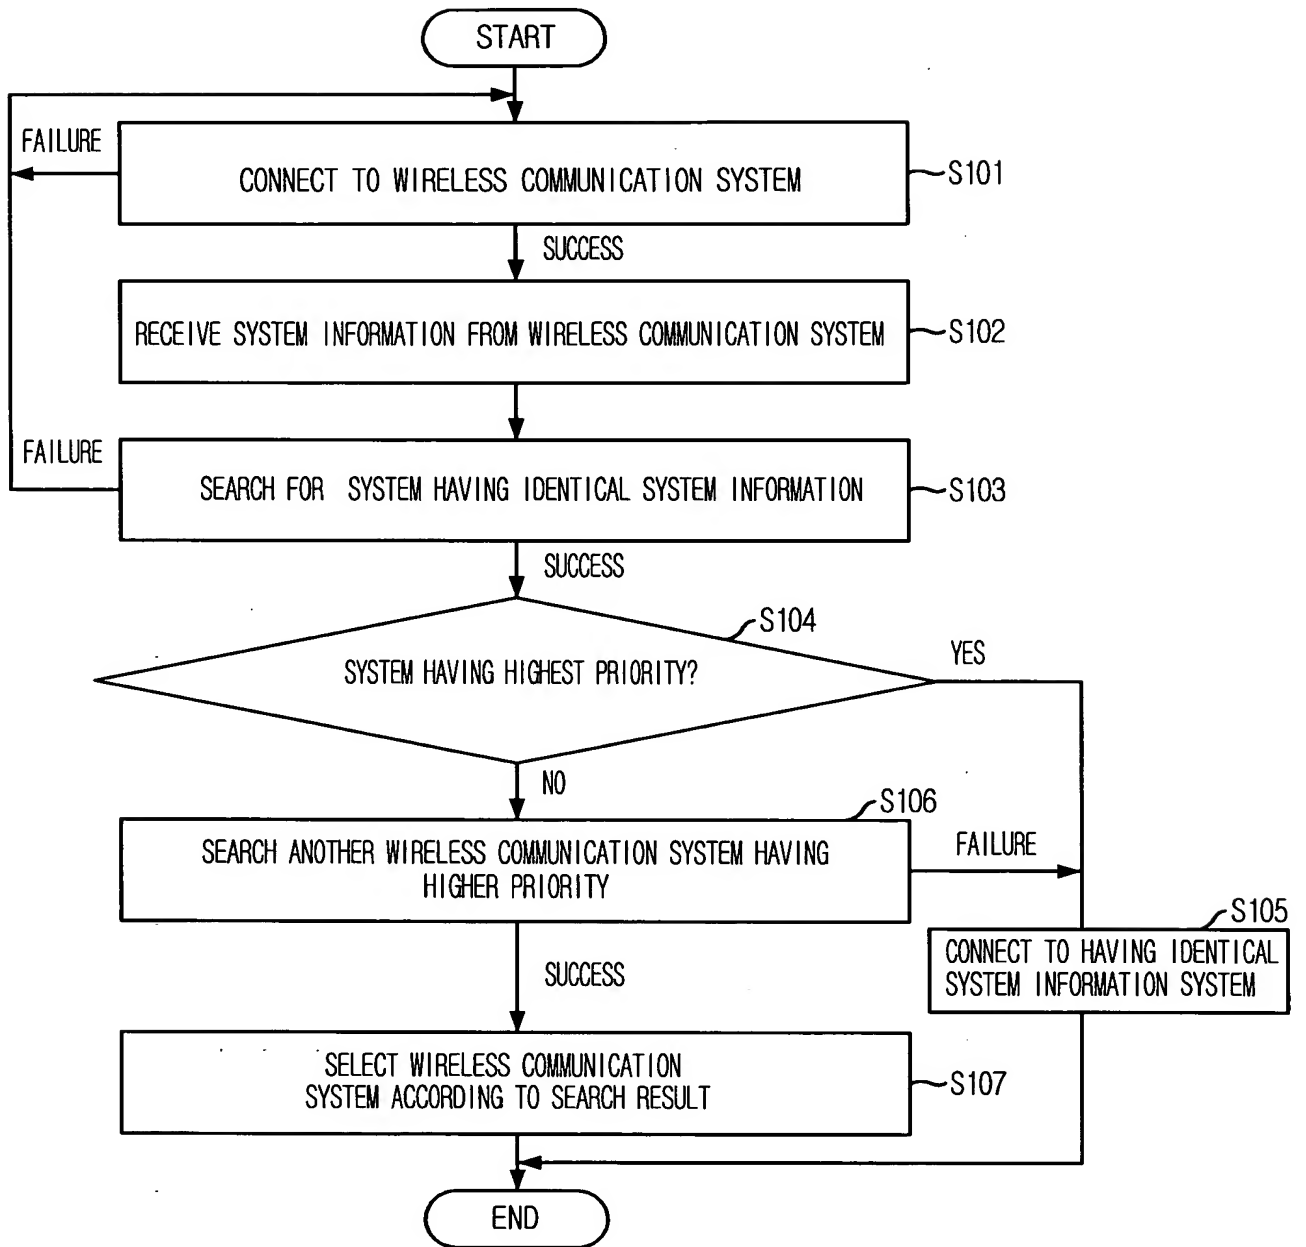 START
FAILURE
CONNECT TO WIRELESS COMMUNICATION SYSTEM
S101
SUCCESS
RECEIVE SYSTEM INFORMATION FROM WIRELESS COMMUNICATION SYSTEM
S102
FAILURE
SEARCH FOR SYSTEM HAVING IDENTICAL SYSTEM INFORMATION
S103
SUCCESS
S104
SYSTEM HAVING HIGHEST PRIORITY?
YES
NO
S106
SEARCH ANOTHER WIRELESS COMMUNICATION SYSTEM HAVING
HIGHER PRIORITY
FAILURE
S105
CONNECT TO HAVING IDENTICAL
SYSTEM INFORMATION SYSTEM
SUCCESS
SELECT WIRELESS COMMUNICATION
SYSTEM ACCORDING TO SEARCH RESULT
S107
END